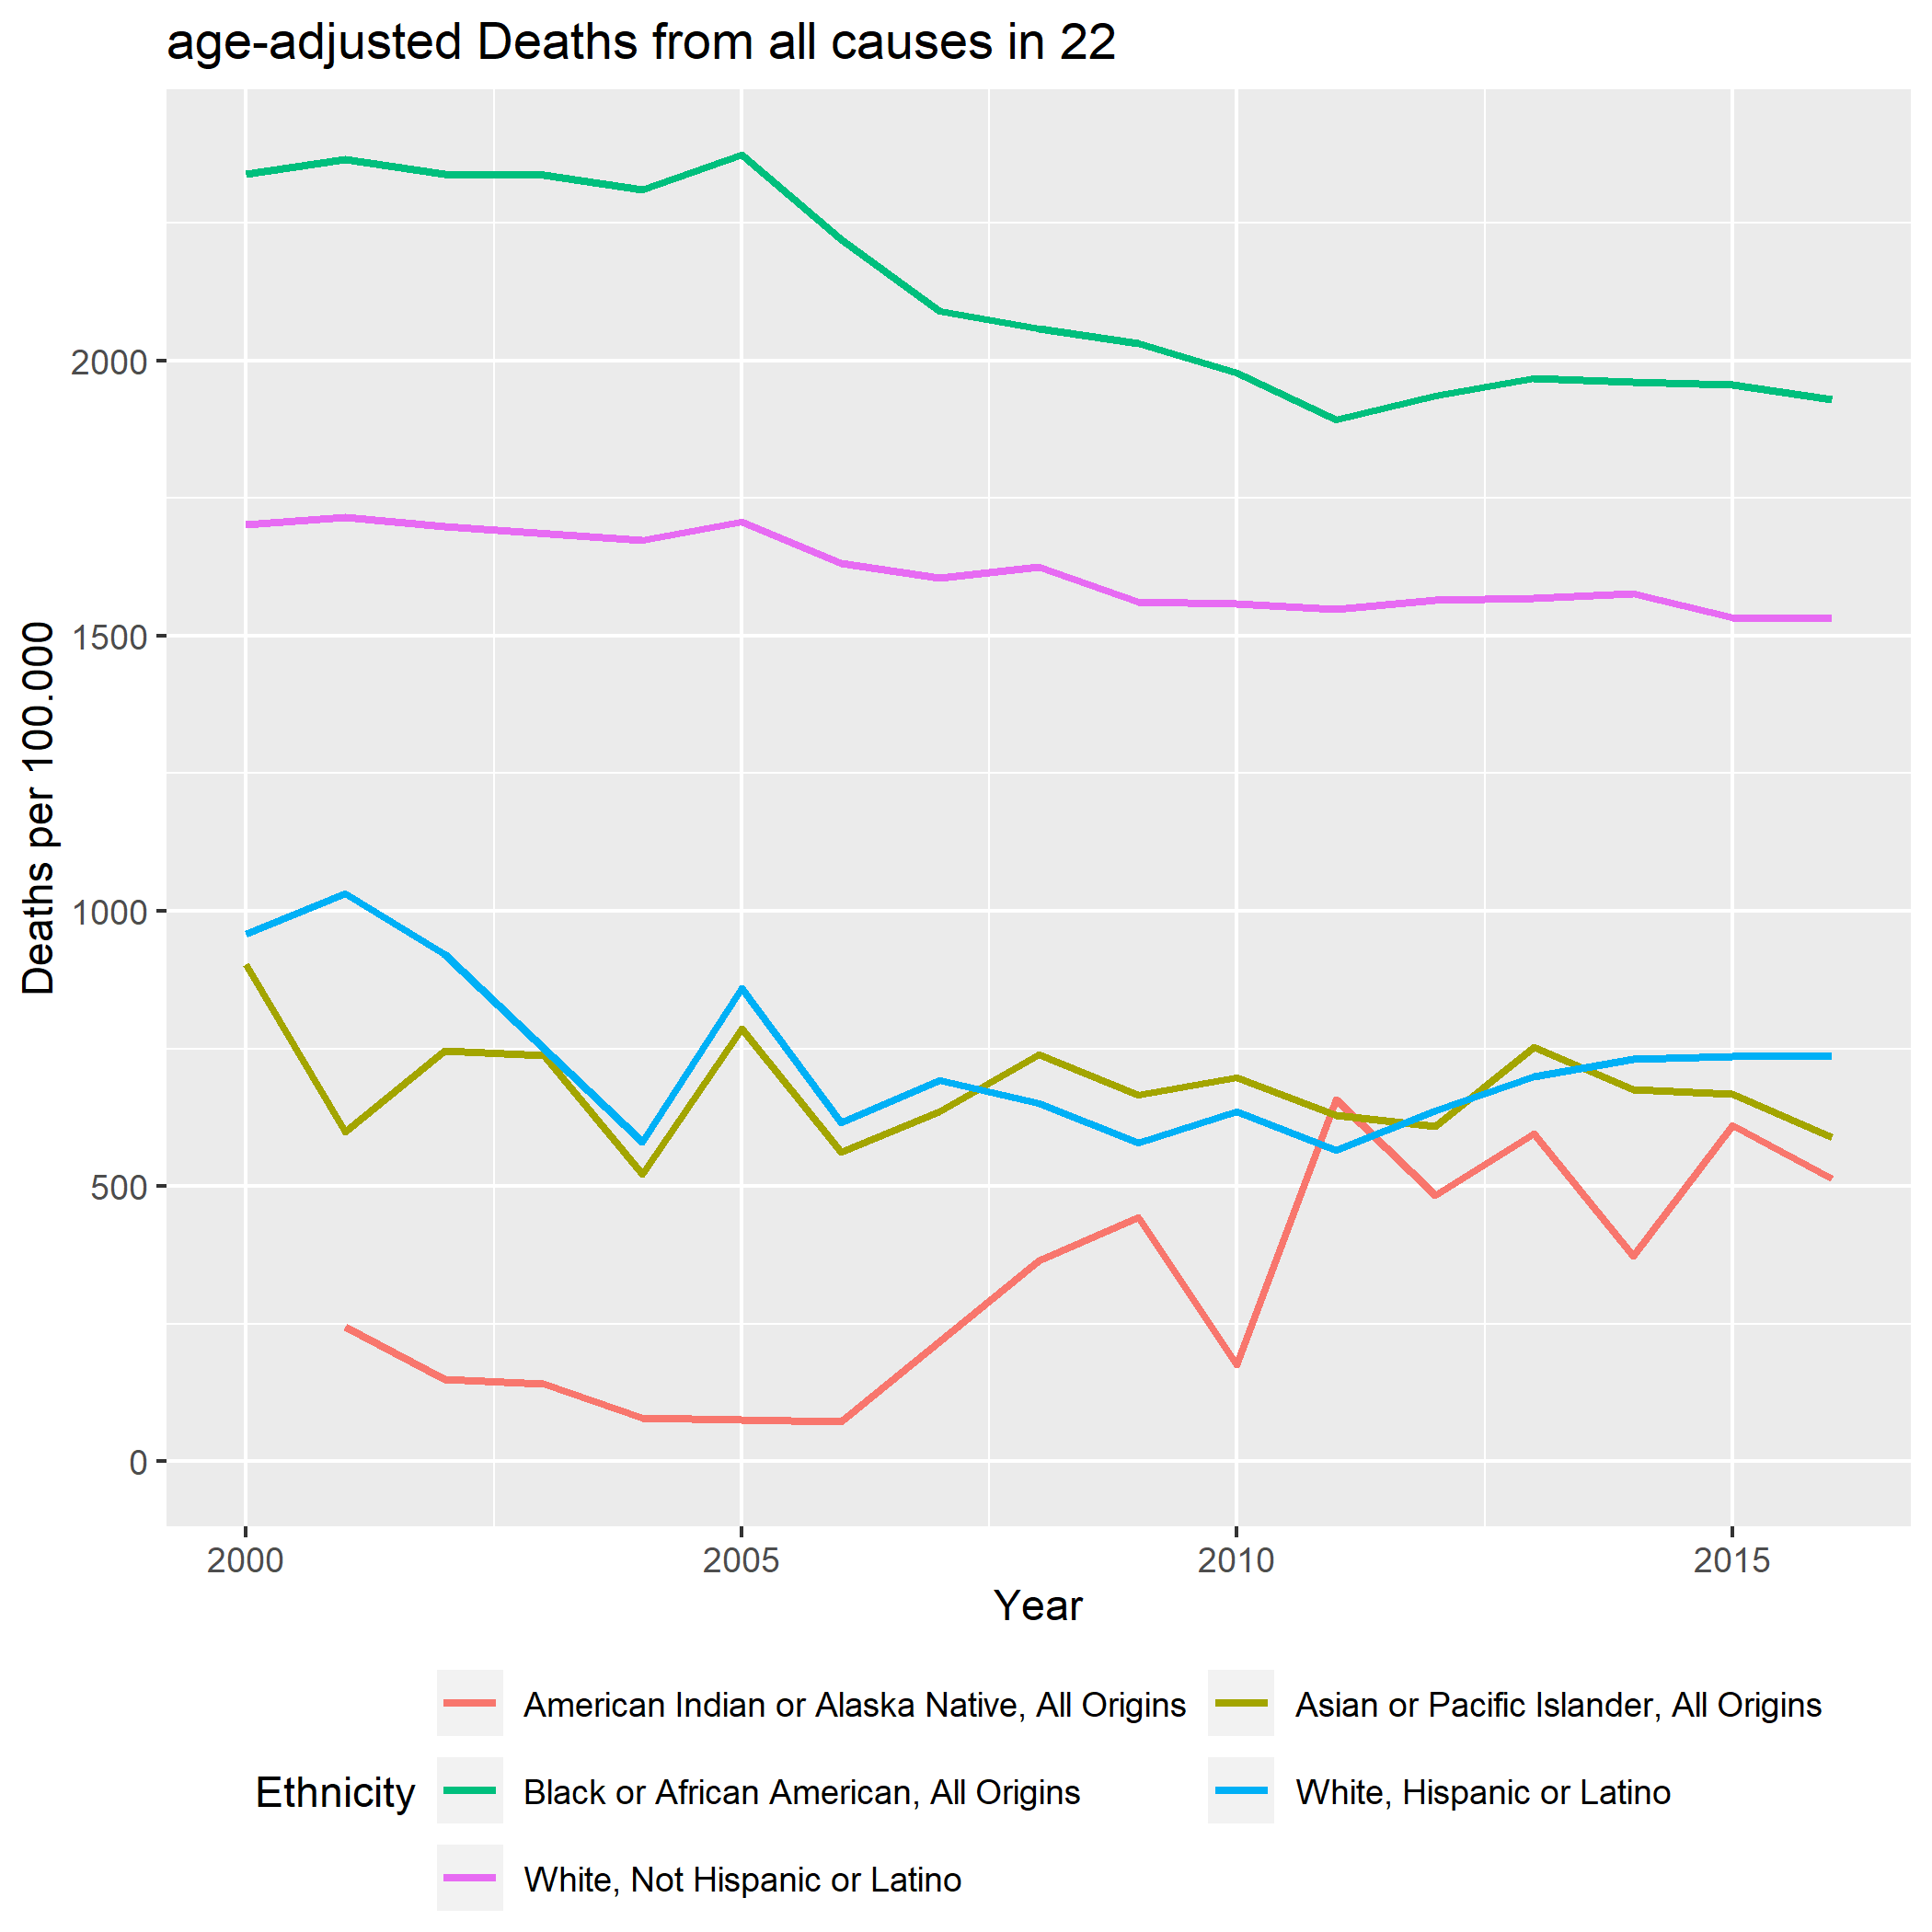 age-adjusted Deaths from all causes in 22
Deaths per 100.000
2000
1500
1000
500
0
2000 2005 2010 2015
Year
Ethnicity
American Indian or Alaska Native, All Origins
Asian or Pacific Islander, All Origins
Black or African American, All Origins
White, Hispanic or Latino
White, Not Hispanic or Latino